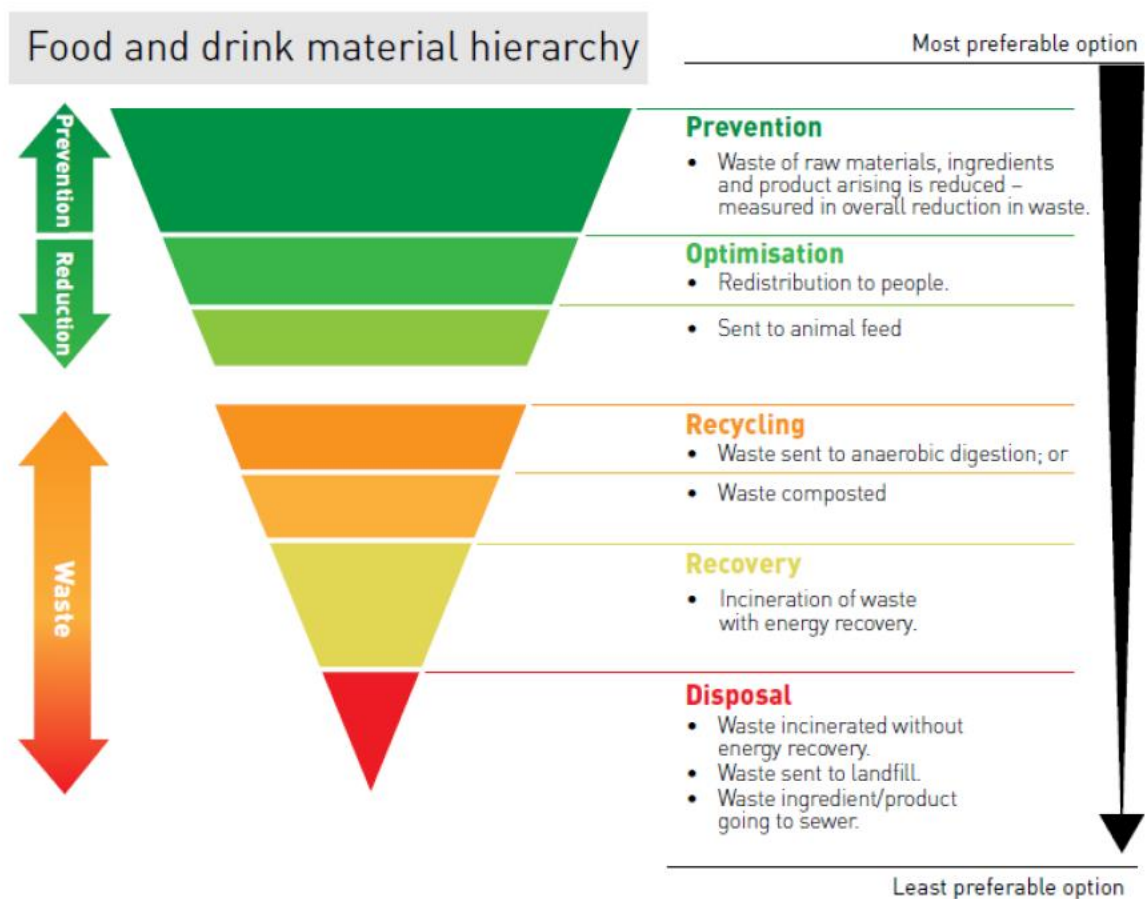 Food and drink material hierarchy
Most preferable option
Prevention
Reduction
Waste
Prevention
• Waste of raw materials, ingredients
and product arising is reduced –
measured in overall reduction in waste.
Optimisation
• Redistribution to people.
• Sent to animal feed
Recycling
• Waste sent to anaerobic digestion; or
• Waste composted
Recovery
• Incineration of waste
with energy recovery.
Disposal
• Waste incinerated without
energy recovery.
• Waste sent to landfill.
• Waste ingredient/product
going to sewer.
Least preferable option